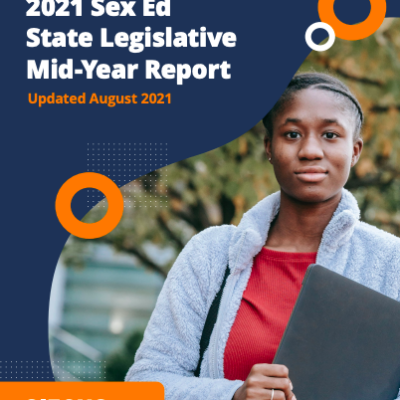 2021 Sex Ed
State Legislative
Mid-Year Report
Updated August 2021